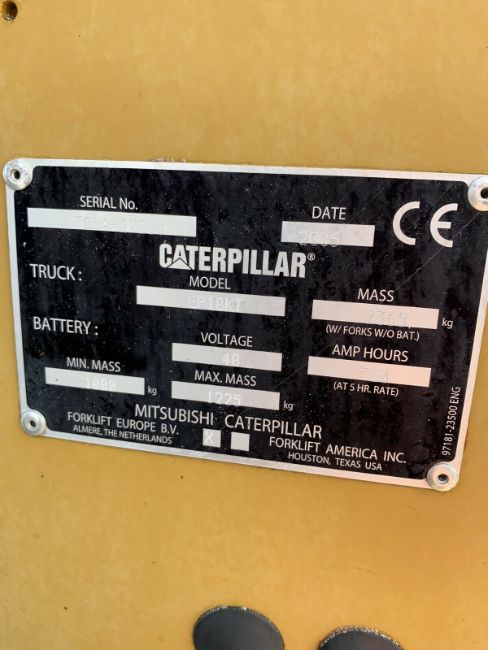 SERIAL No.
DATE
CE
2005
CATERPILLAR®
TRUCK :
MODEL
MASS
EP18KT
kg
(W/ FORKS W/O BAT.)
BATTERY :
VOLTAGE
AMP HOURS
48
MIN. MASS
MAX. MASS
(AT 5 HR. RATE)
1000 kg
1225 kg
MITSUBISHI CATERPILLAR
FORKLIFT EUROPE B.V.
ALMERE, THE NETHERLANDS
X
FORKLIFT AMERICA INC.
HOUSTON, TEXAS USA
97181-23500 ENG